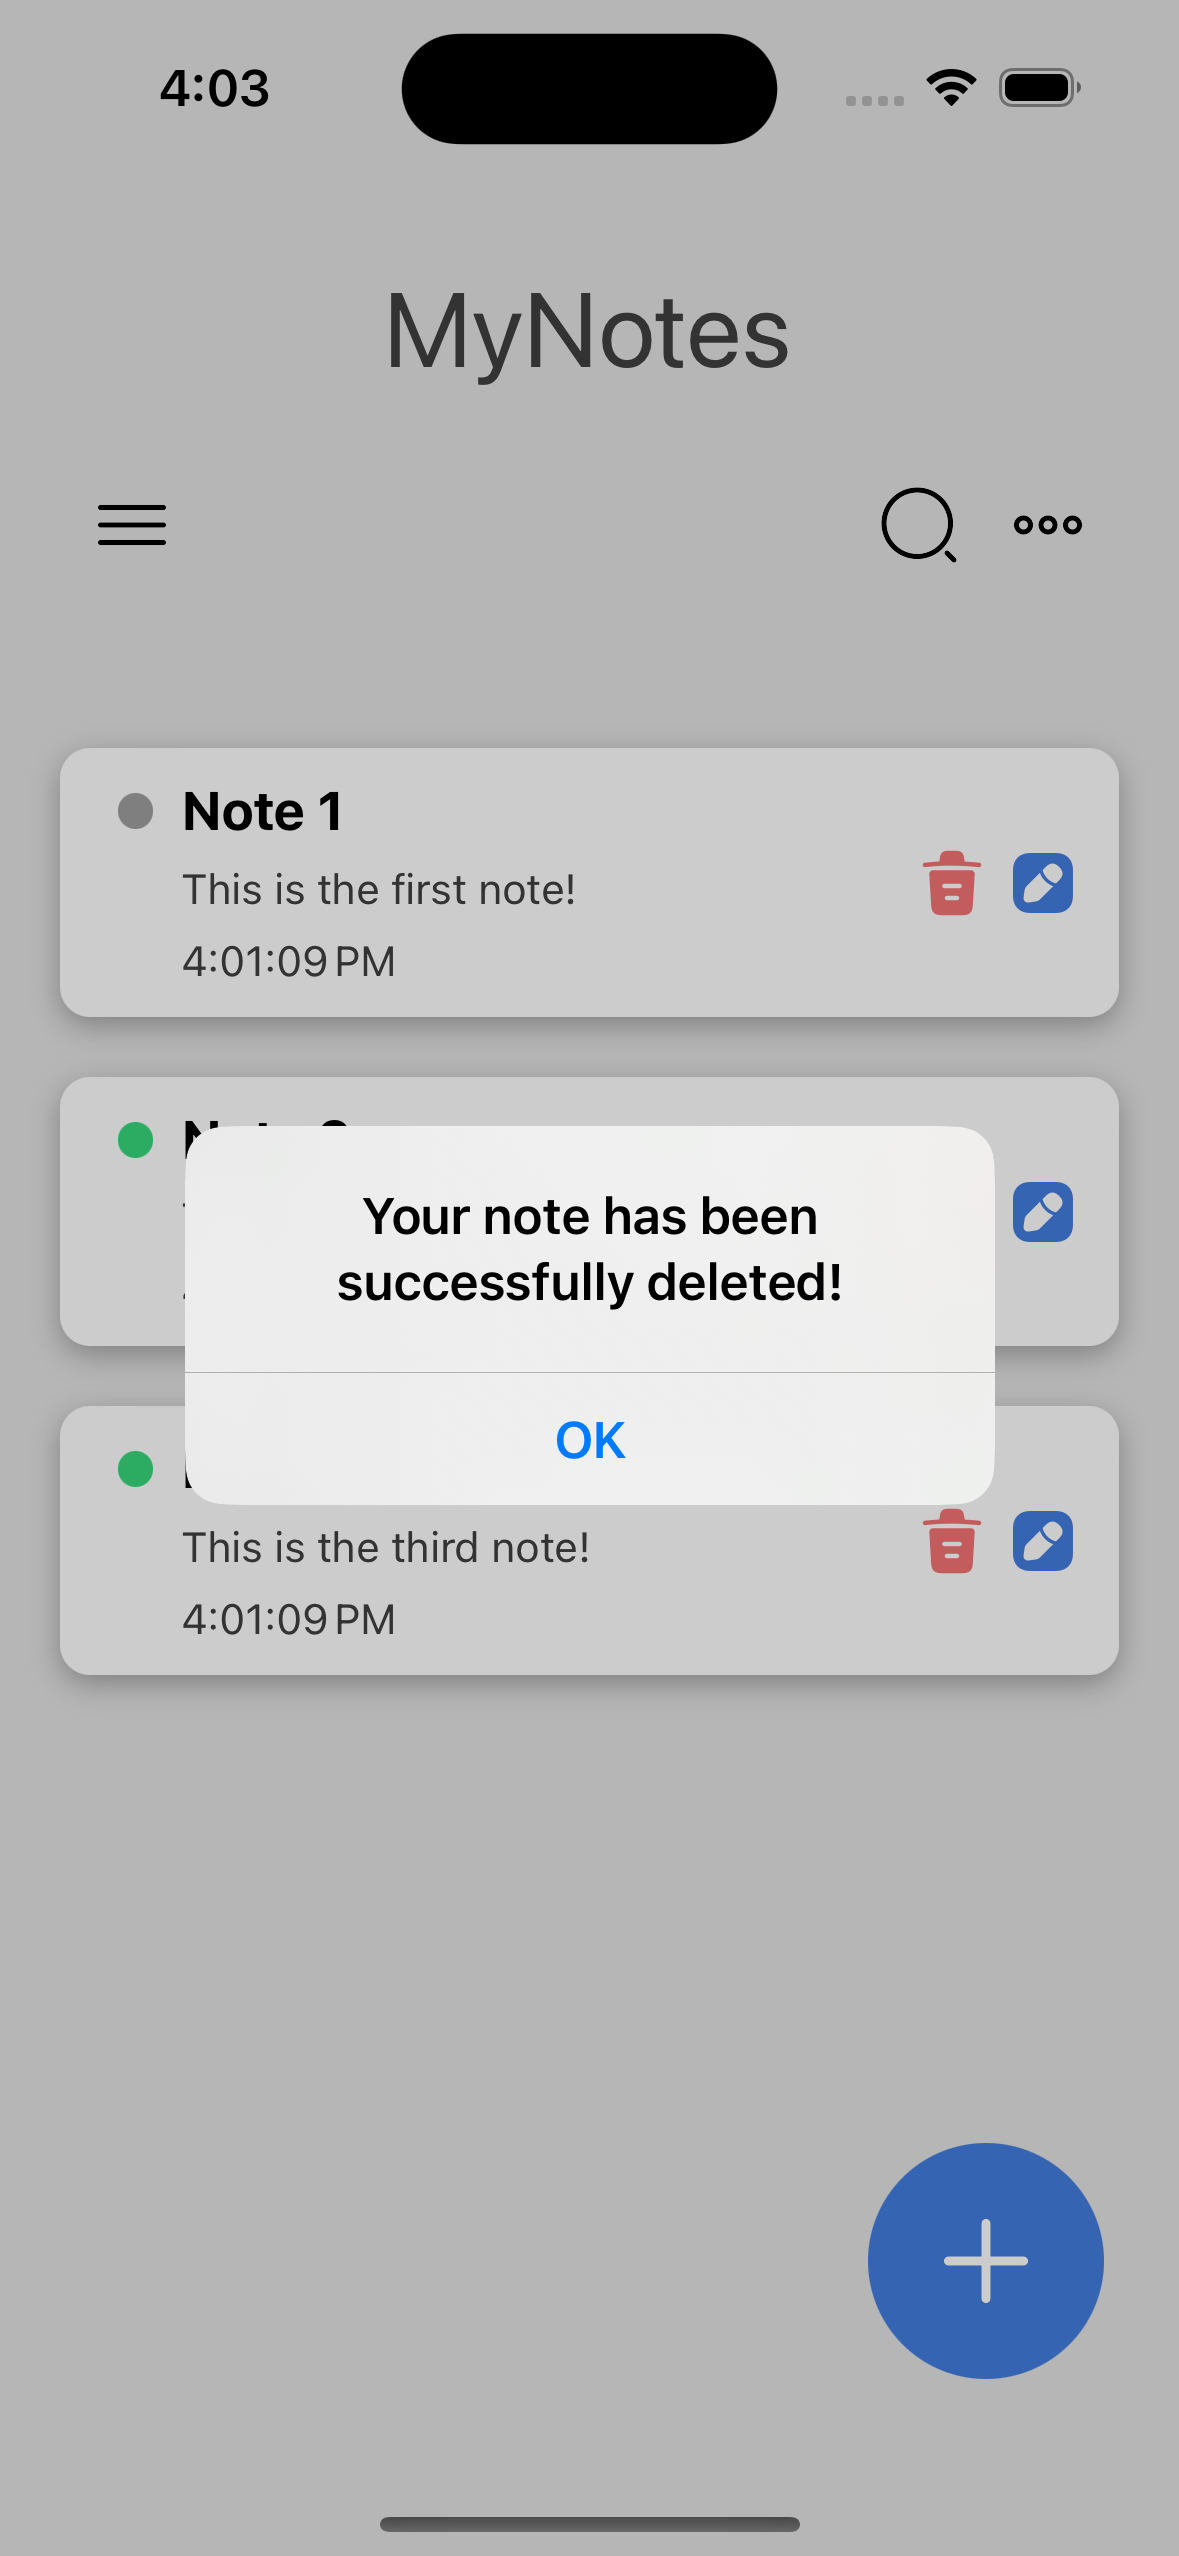 4:03
MyNotes
Note 1
This is the first note!
4:01:09 PM
Your note has been
successfully deleted!
OK
This is the third note!
4:01:09 PM